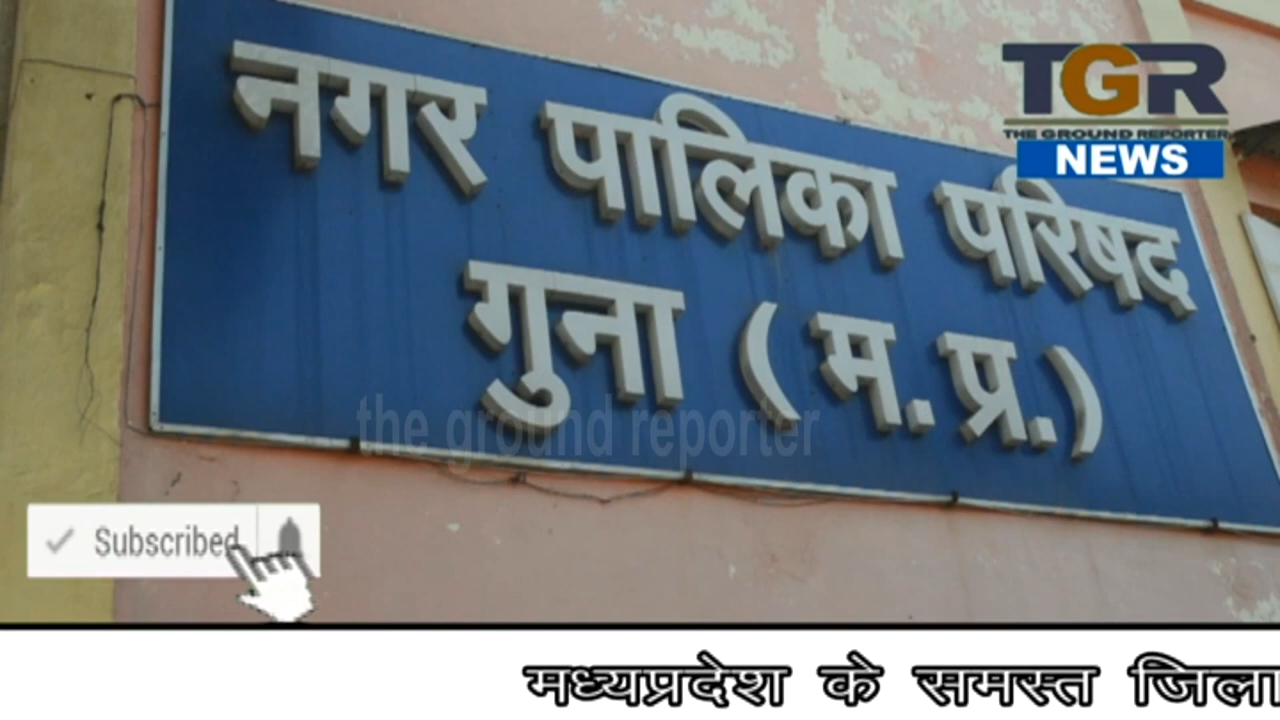 नगर पालिका परिषद
गुना (म.प्र.)
TGR
THE GROUND REPORTER
NEWS
the ground reporter
Subscribed
मध्यप्रदेश के समस्त जिला